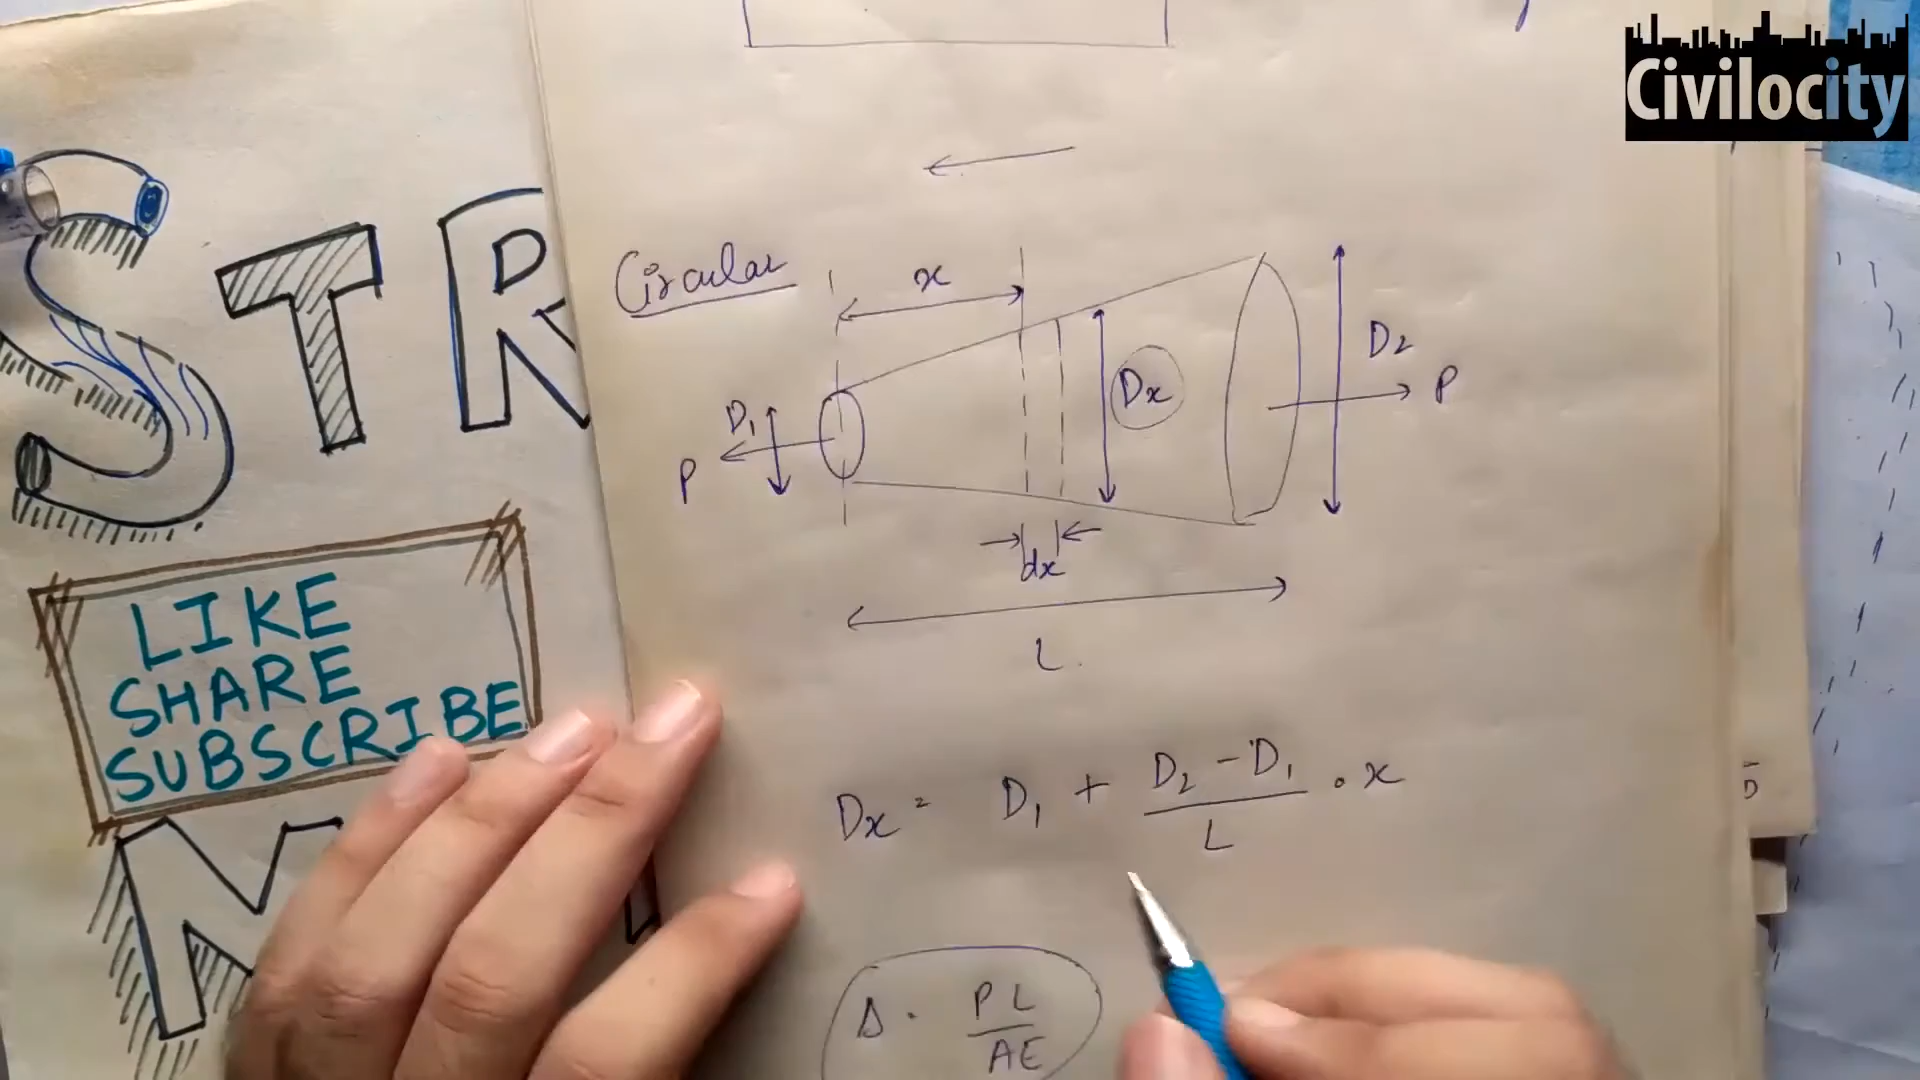 Civilocity
STR
Circular
x
D₁
Dx
D₂
P
P
dx
L
LIKE
SHARE
SUBSCRIBE
M
Dx = D₁ + (D₂ - D₁)/L . x
Δ = PL/AE